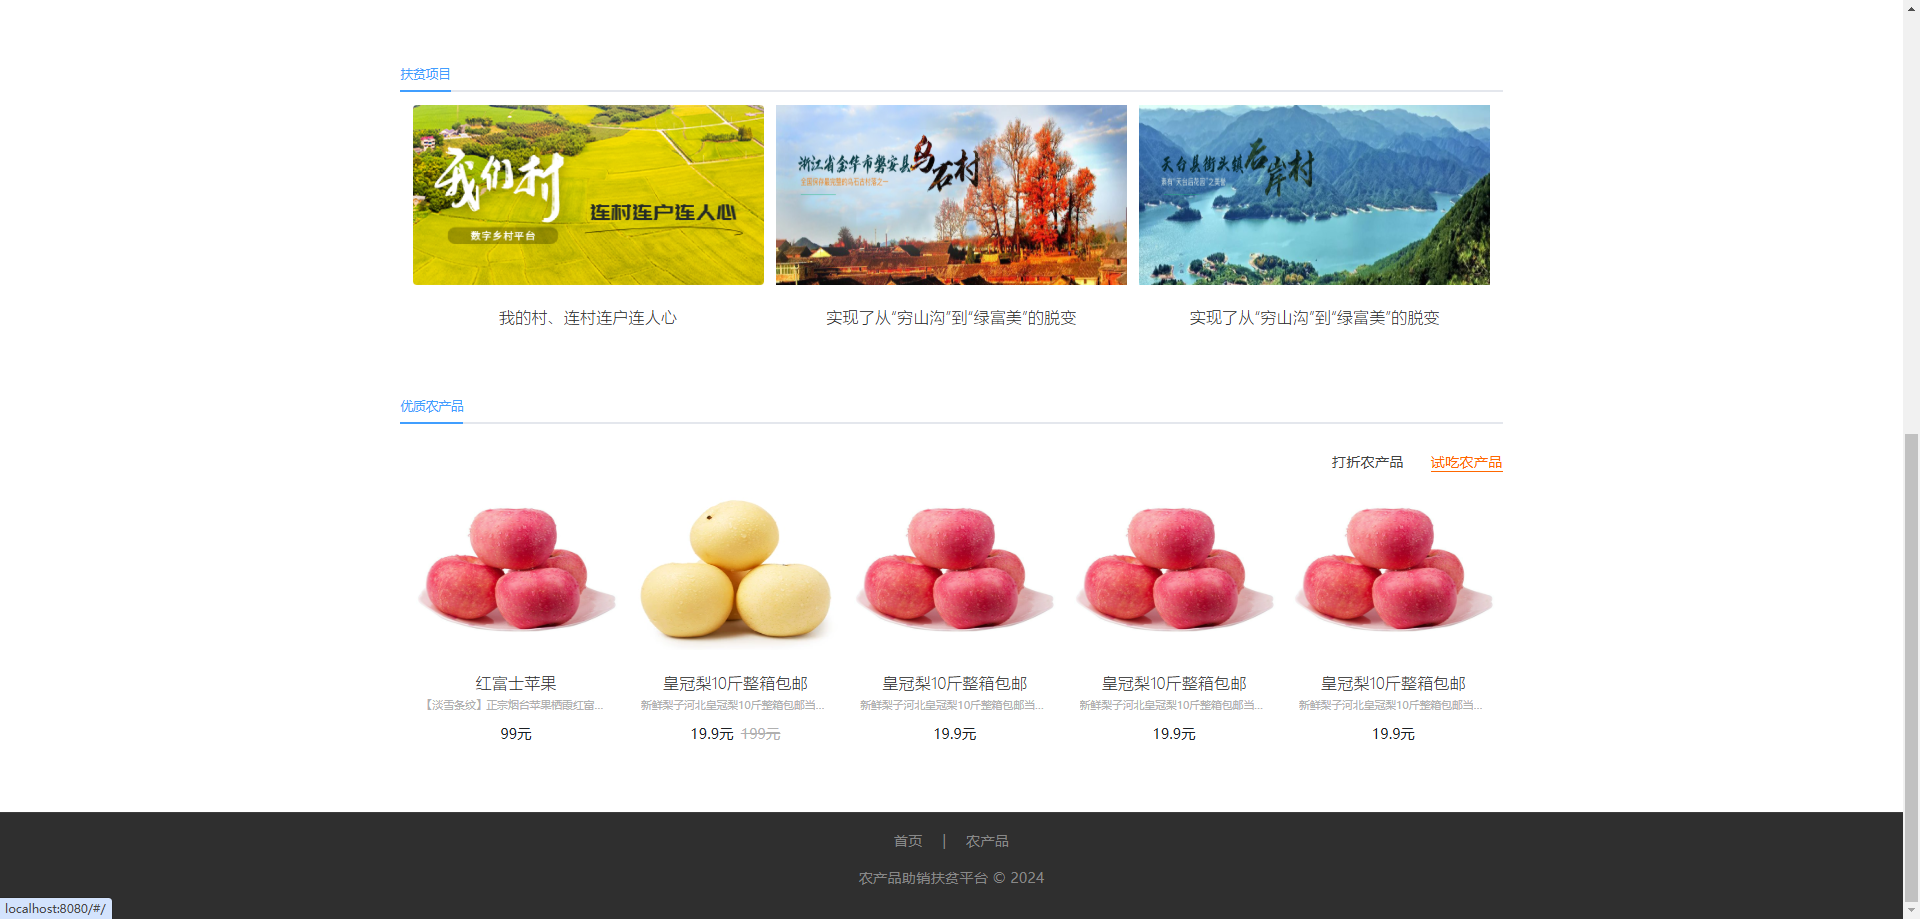 扶贫项目
我们村
连村连户连人心
数字乡村平台
浙江省金华市磐安县乌石村
天台县街头镇后岸村
素有“天台后花园”之美誉
我的村、连村连户连人心
实现了从“穷山沟”到“绿富美”的脱变
实现了从“穷山沟”到“绿富美”的脱变
优质农产品
打折农产品 试吃农产品
红富士苹果
【淡雪条纹】正宗烟台苹果栖霞红富...
99元
皇冠梨10斤整箱包邮
新鲜梨子河北皇冠梨10斤整箱包邮当...
19.9元 199元
皇冠梨10斤整箱包邮
新鲜梨子河北皇冠梨10斤整箱包邮当...
19.9元
皇冠梨10斤整箱包邮
新鲜梨子河北皇冠梨10斤整箱包邮当...
19.9元
皇冠梨10斤整箱包邮
新鲜梨子河北皇冠梨10斤整箱包邮当...
19.9元
首页 | 农产品
农产品助销扶贫平台 © 2024
localhost:8080/#/